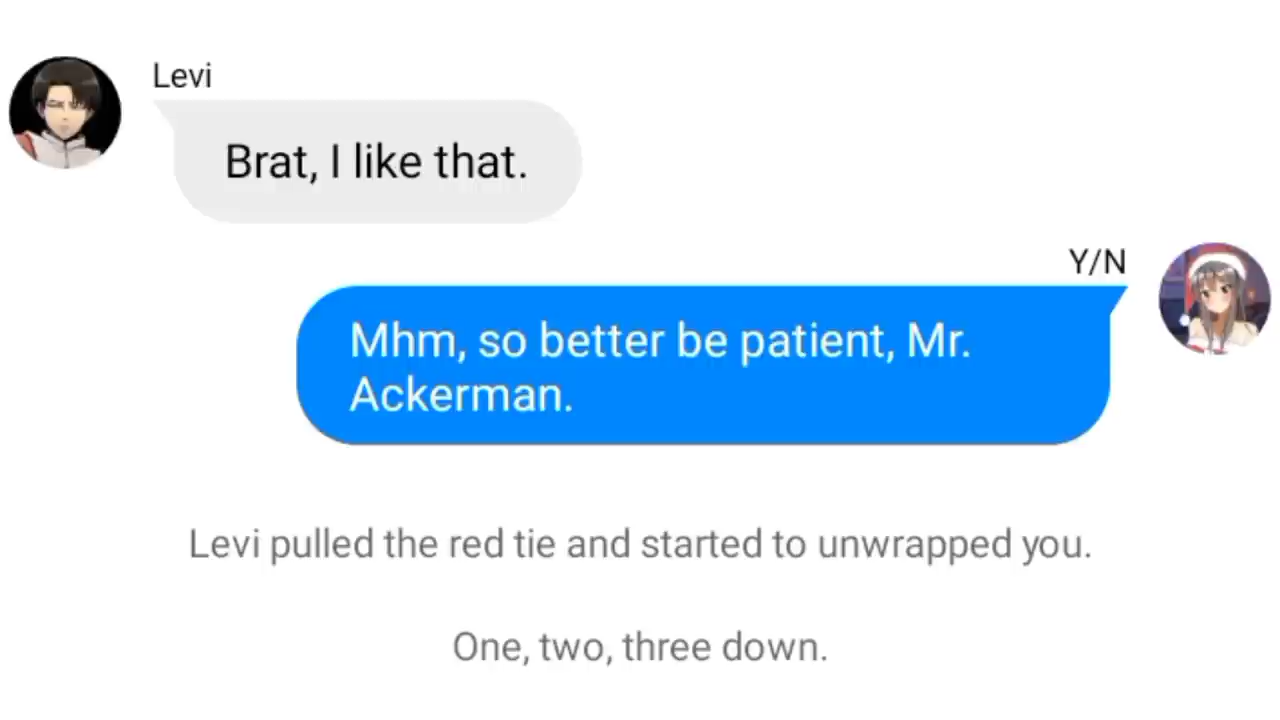 Levi
Brat, I like that.
Y/N
Mhm, so better be patient, Mr.
Ackerman.
Levi pulled the red tie and started to unwrapped you.
One, two, three down.